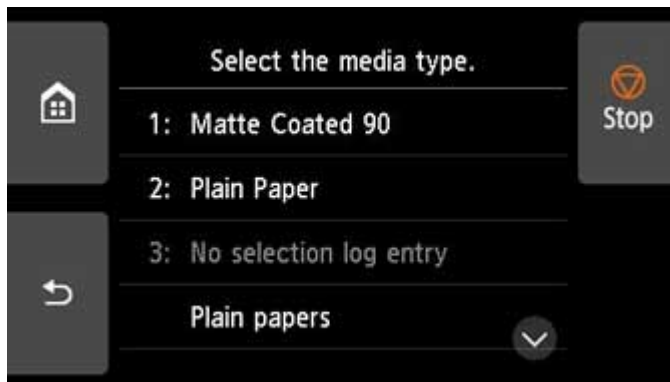 Select the media type.
1: Matte Coated 90
Stop
2: Plain Paper
3: No selection log entry
Plain papers